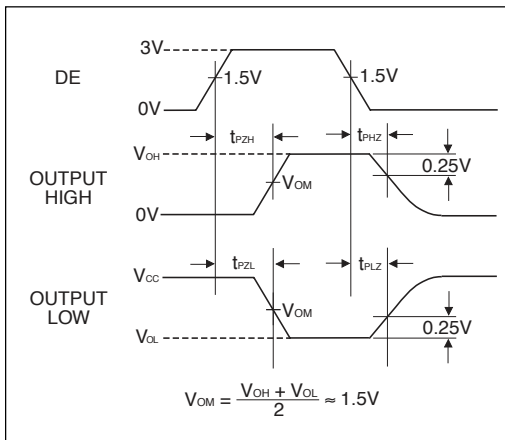 3V
DE
1.5V
1.5V
0V
tPZH
tPHZ
VOH
0.25V
OUTPUT
HIGH
VOM
0V
tPZL
tPLZ
VCC
OUTPUT
LOW
VOM
0.25V
VOL
VOM = VOH + VOL / 2 ≈ 1.5V